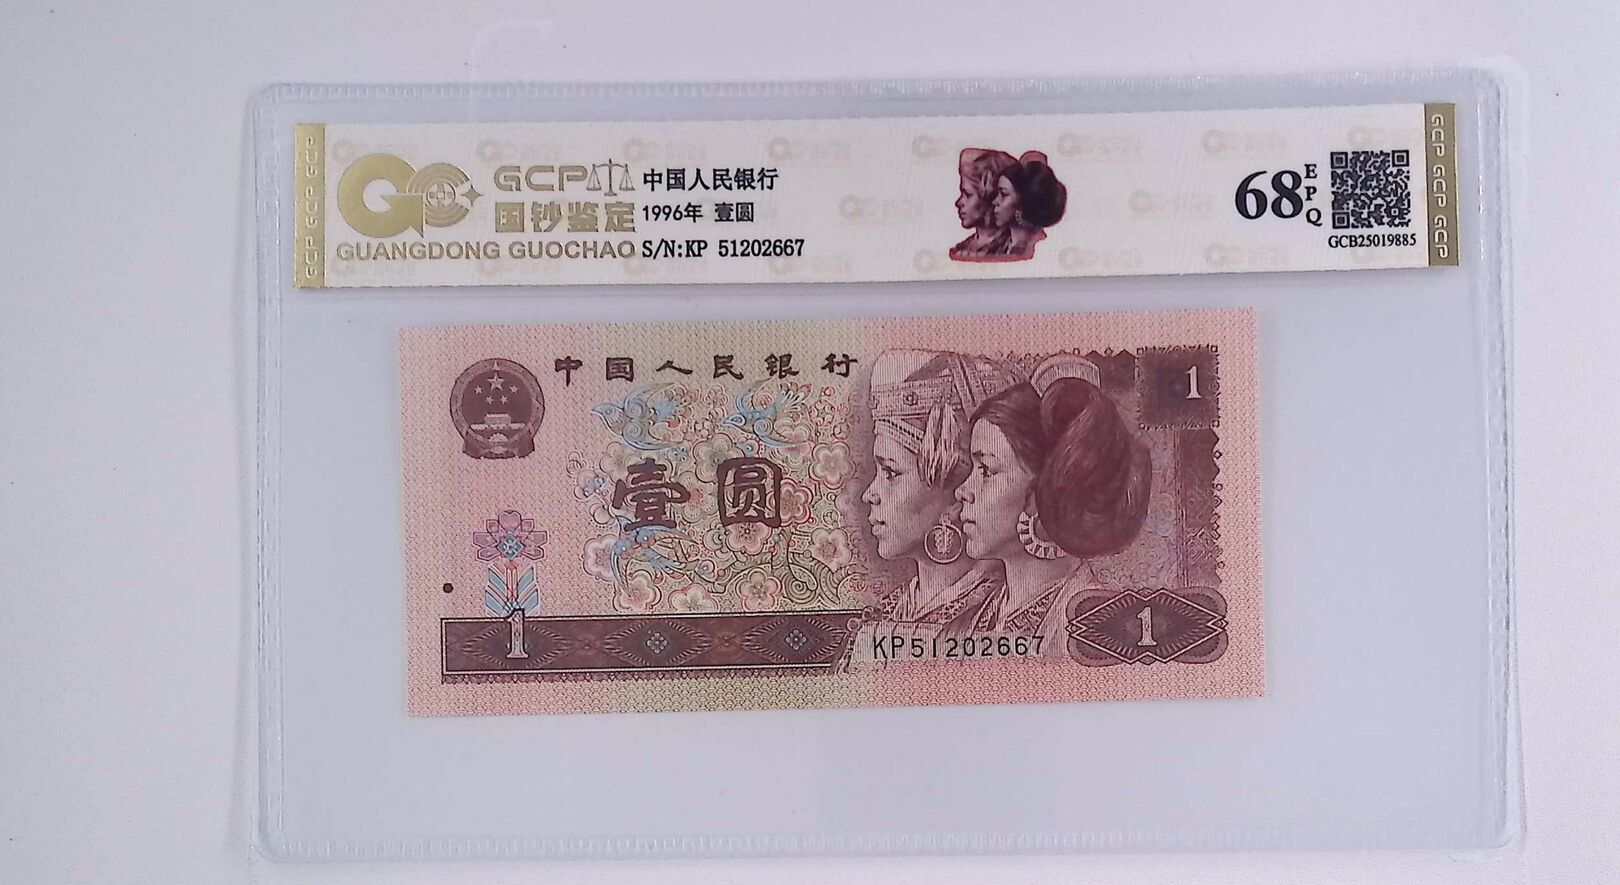 GCP GCP GCP
GCP
国钞鉴定
GUANGDONG GUOCHAO
中国人民银行
1996年 壹圆
S/N:KP 51202667
68
EPQ
GCB25019885
GCP GCP GCP
中国人民银行
1
壹圆
1
KP51202667
1